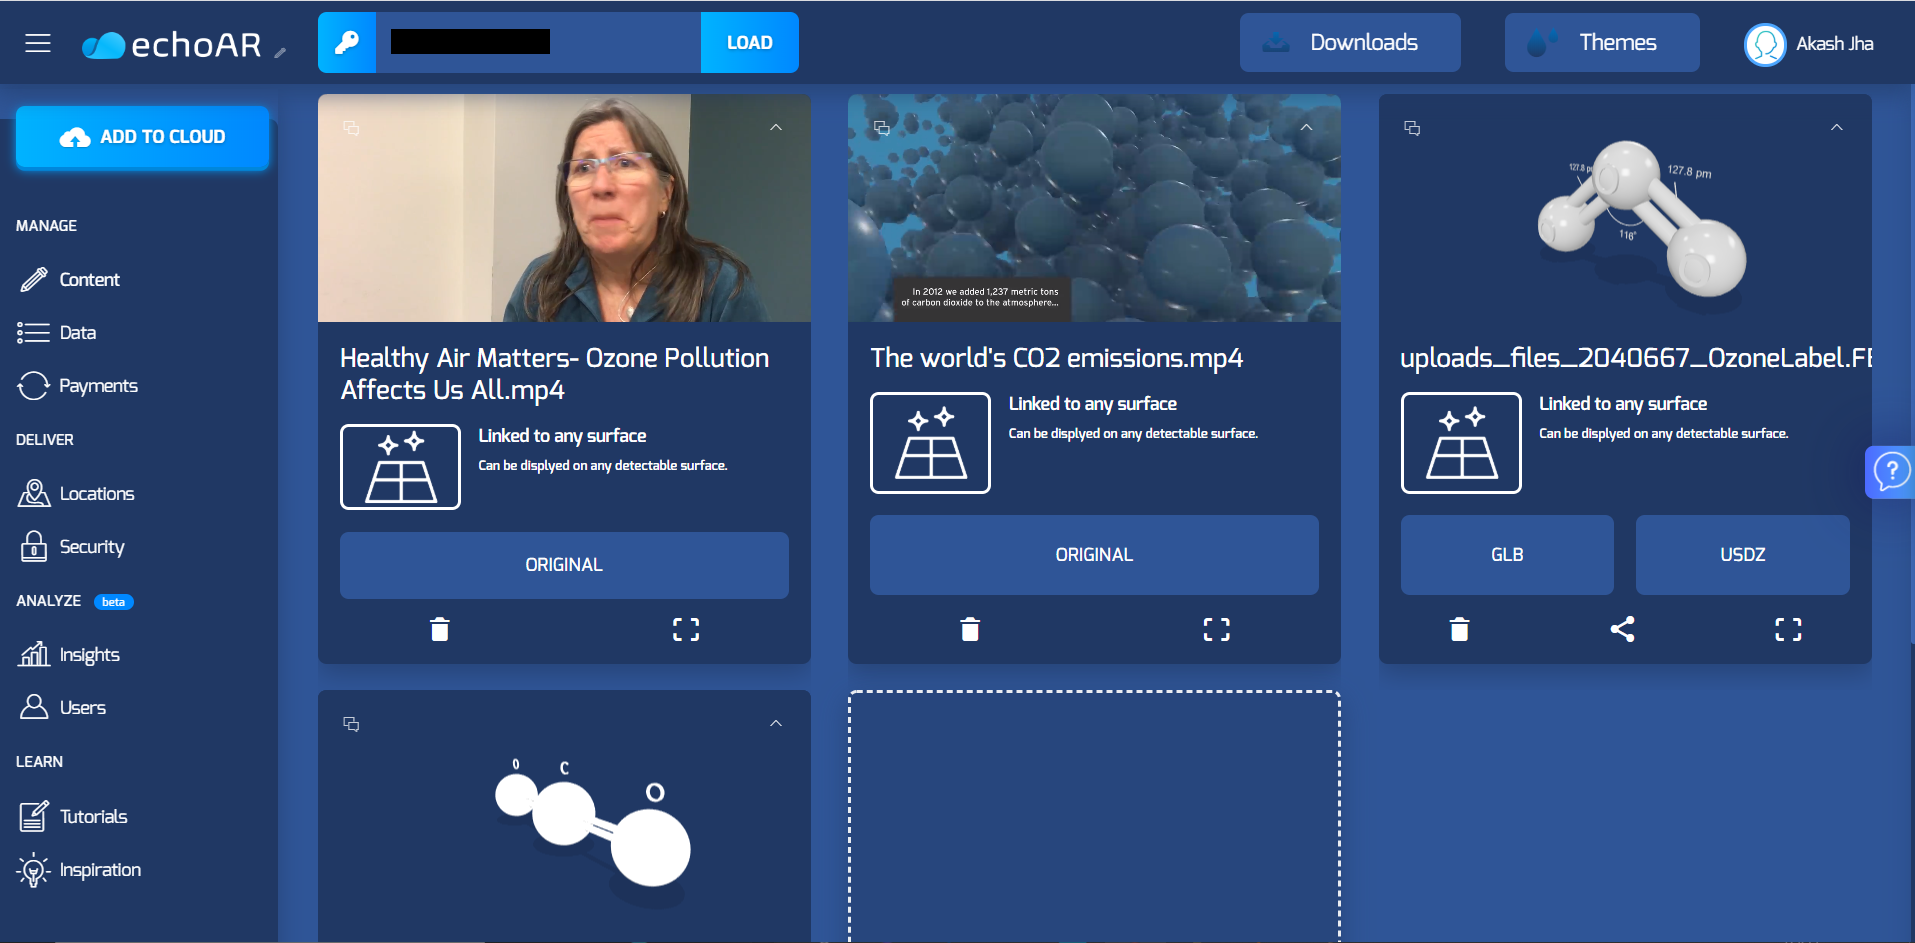 echoAR
LOAD
Downloads
Themes
Akash Jha
ADD TO CLOUD
MANAGE
Content
Data
Payments
DELIVER
Locations
Security
ANALYZE beta
Insights
Users
LEARN
Tutorials
Inspiration
Healthy Air Matters- Ozone Pollution
Affects Us All.mp4
Linked to any surface
Can be displyed on any detectable surface.
ORIGINAL
In 2012 we added 1,237 metric tons
of carbon dioxide to the atmosphere...
The world's CO2 emissions.mp4
Linked to any surface
Can be displyed on any detectable surface.
ORIGINAL
127.8 pm
127.8 pm
116°
uploads_files_2040667_OzoneLabel.FB
Linked to any surface
Can be displyed on any detectable surface.
GLB
USDZ
O C O